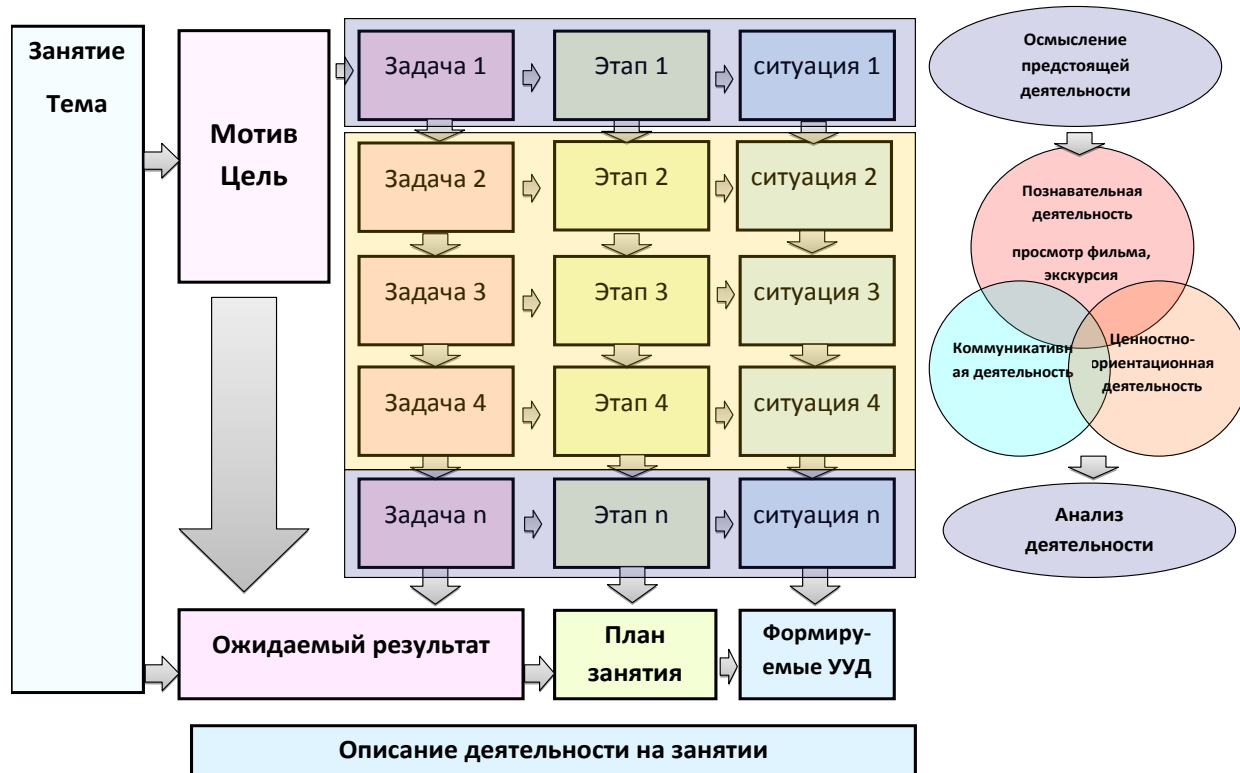 Занятие
Тема
Мотив
Цель
Задача 1
Этап 1
ситуация 1
Задача 2
Этап 2
ситуация 2
Задача 3
Этап 3
ситуация 3
Задача 4
Этап 4
ситуация 4
Задача n
Этап n
ситуация n
Ожидаемый результат
План
занятия
Формиру-
емые УУД
Описание деятельности на занятии
Осмысление
предстоящей
деятельности
Познавательная
деятельность
просмотр фильма,
экскурсия
Коммуникативн
ая деятельность
Ценностно-
ориентационная
деятельность
Анализ
деятельности